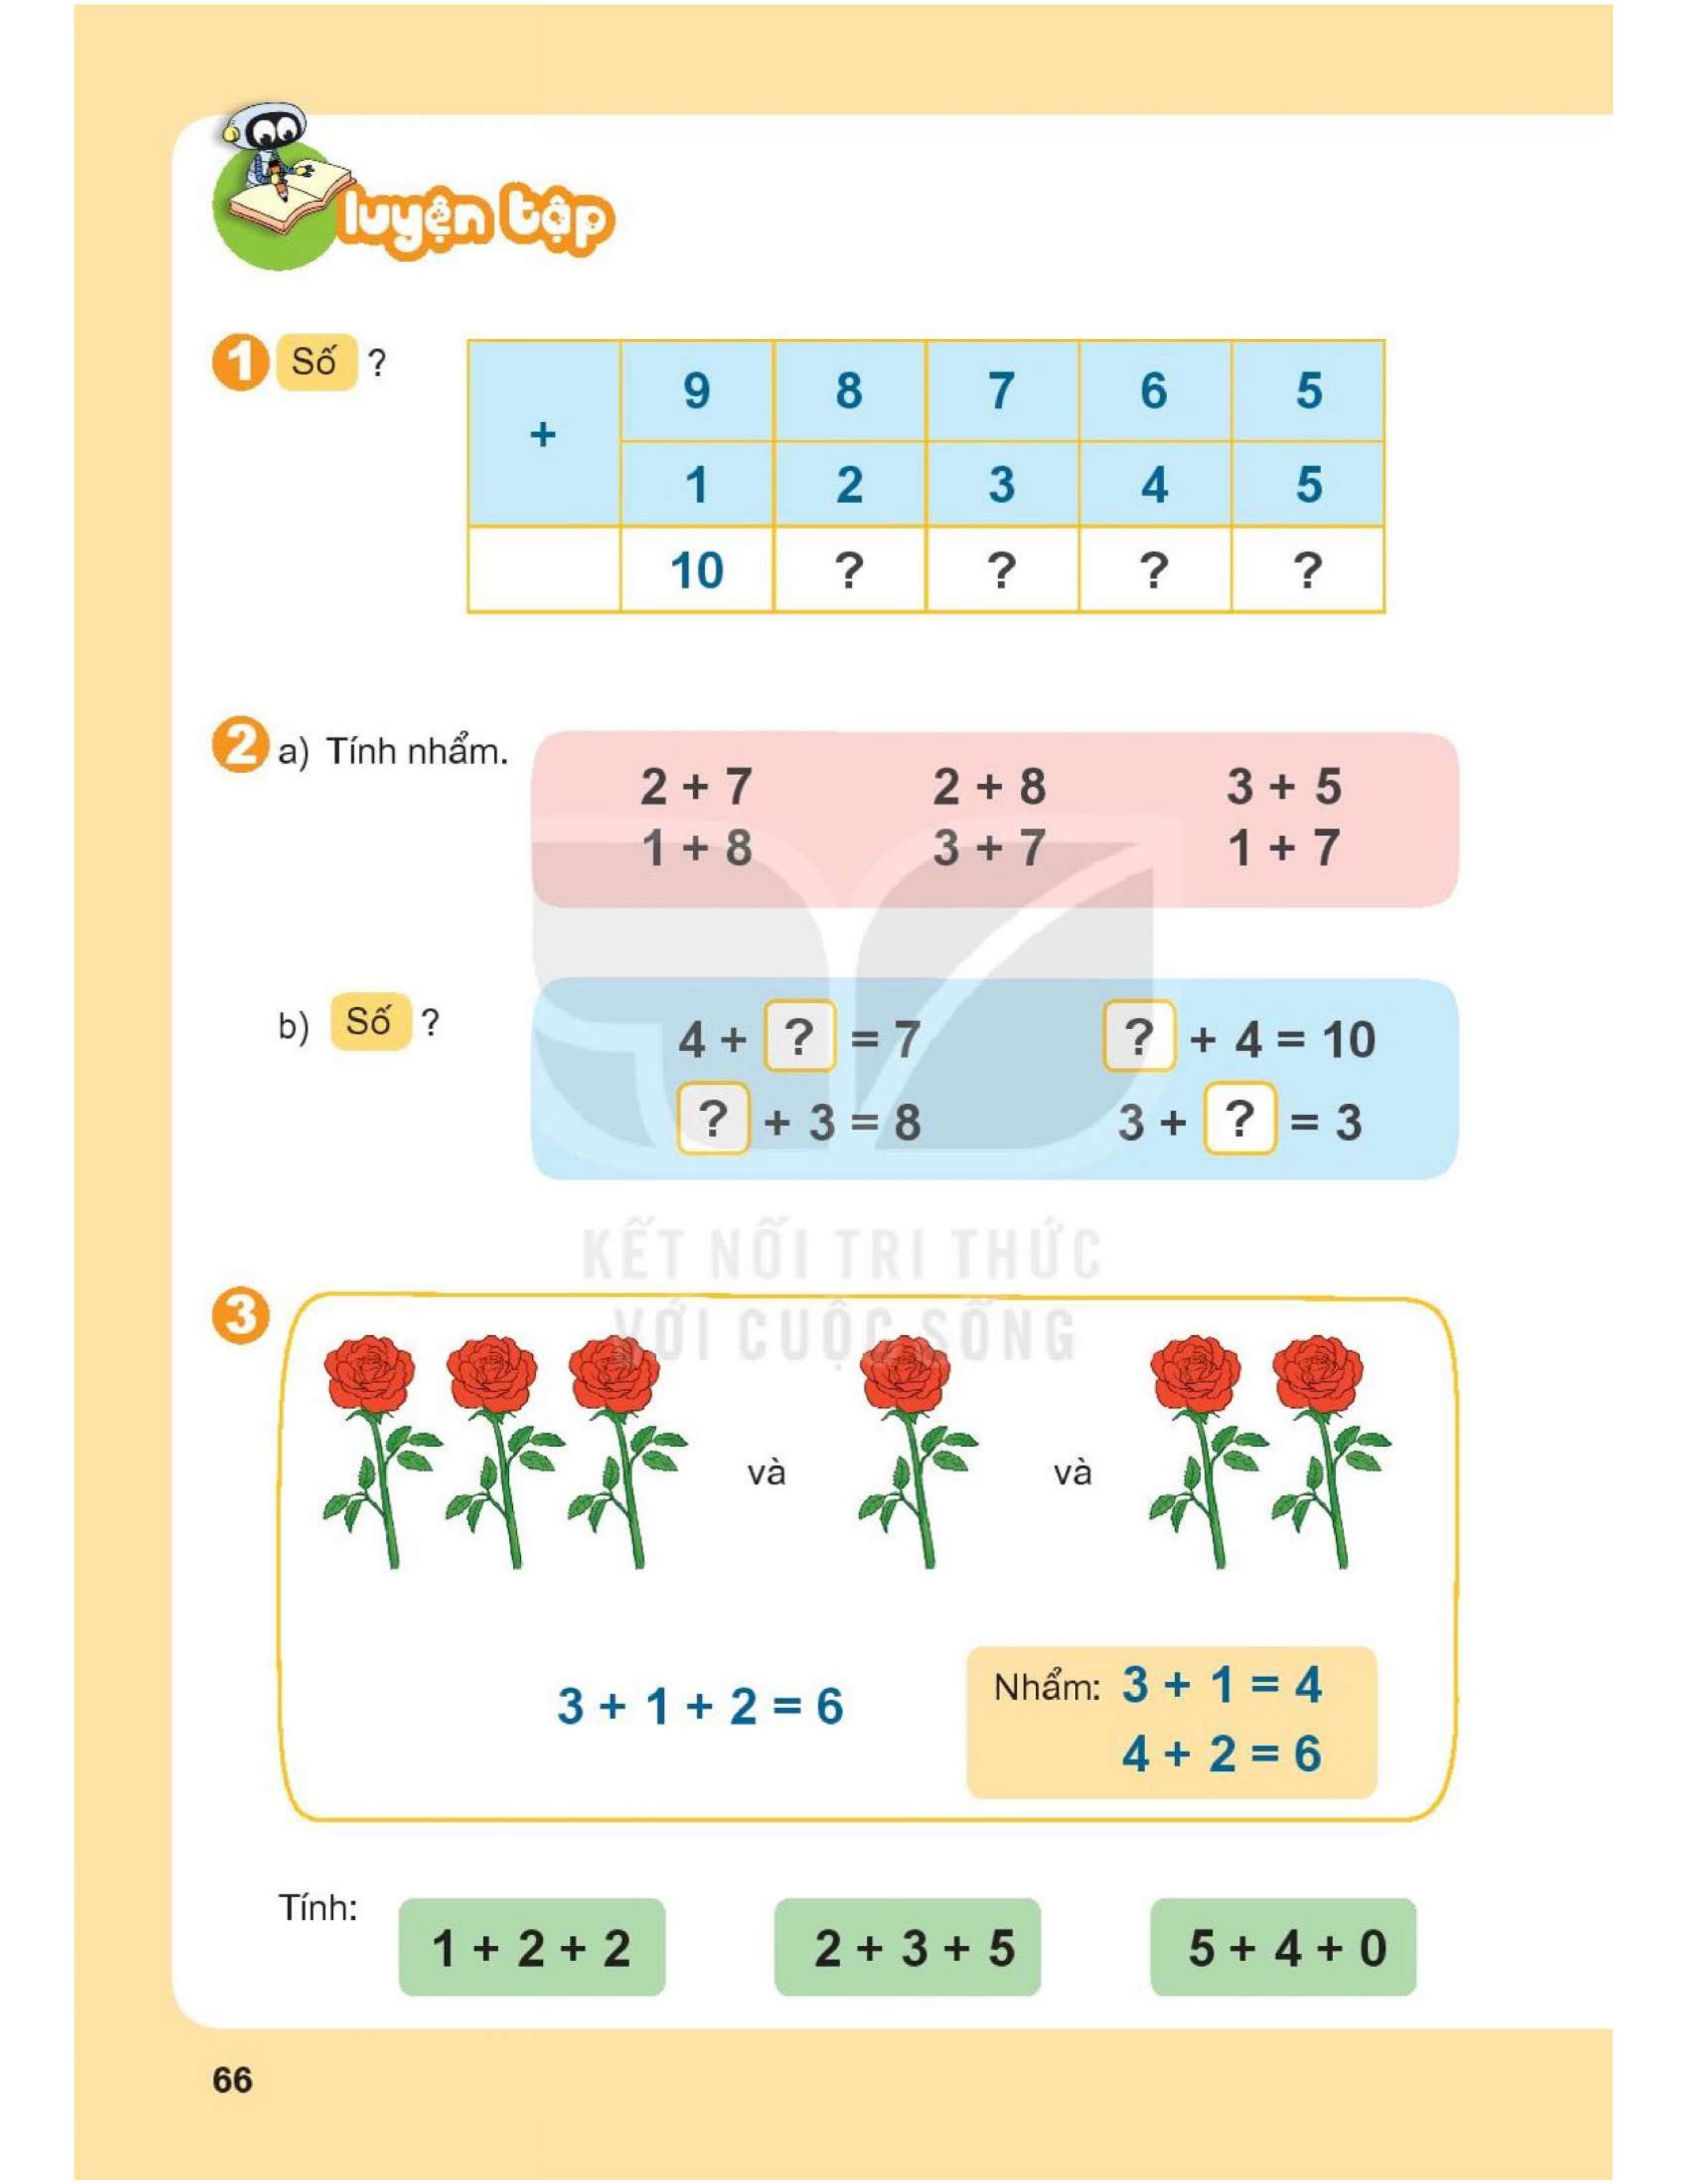 luyện tập
1 Số ?
+ 9 8 7 6 5
1 2 3 4 5
10 ? ? ? ?
2 a) Tính nhẩm.
2 + 7 2 + 8 3 + 5
1 + 8 3 + 7 1 + 7
b) Số ?
4 + ? = 7 ? + 4 = 10
? + 3 = 8 3 + ? = 3
KẾT NỐI TRI THỨC
VỚI CUỘC SỐNG
3
và và
3 + 1 + 2 = 6
Nhẩm: 3 + 1 = 4
4 + 2 = 6
Tính:
1 + 2 + 2 2 + 3 + 5 5 + 4 + 0
66